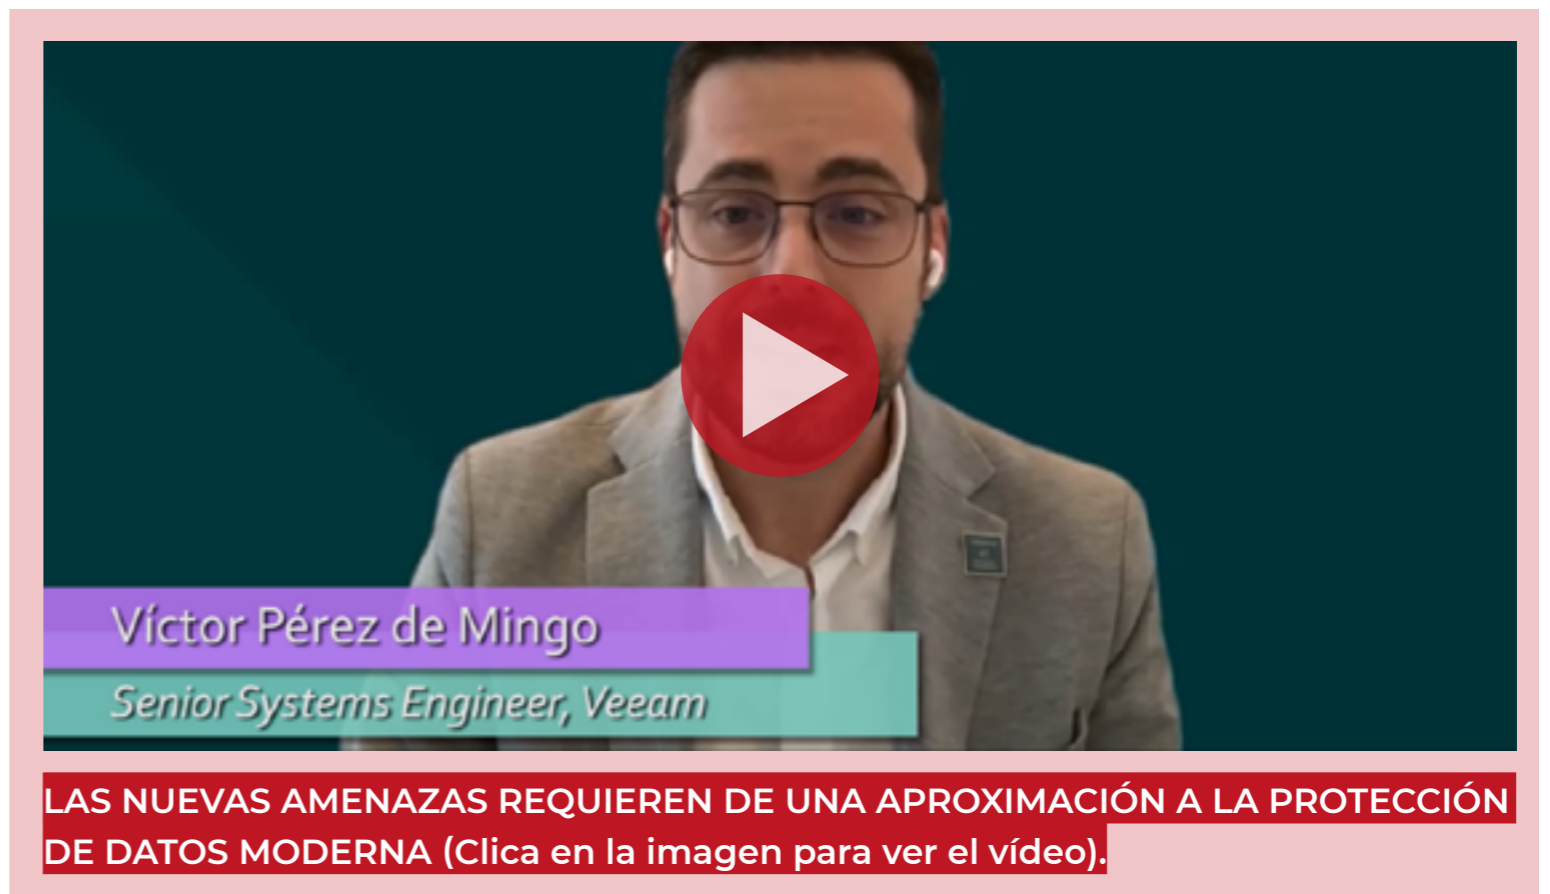 Víctor Pérez de Mingo
Senior Systems Engineer, Veeam
LAS NUEVAS AMENAZAS REQUIEREN DE UNA APROXIMACIÓN A LA PROTECCIÓN
DE DATOS MODERNA (Clica en la imagen para ver el vídeo).